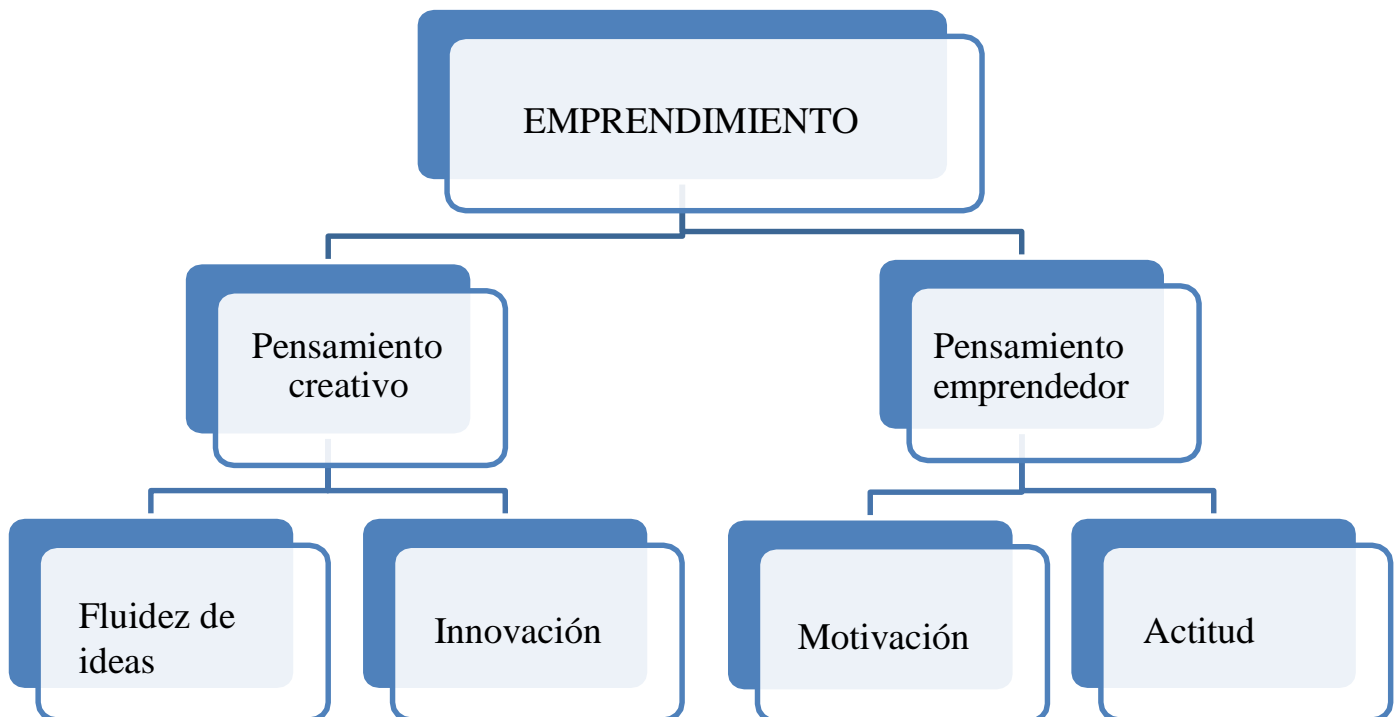 EMPRENDIMIENTO
Pensamiento
creativo
Pensamiento
emprendedor
Fluidez de
ideas
Innovación
Motivación
Actitud